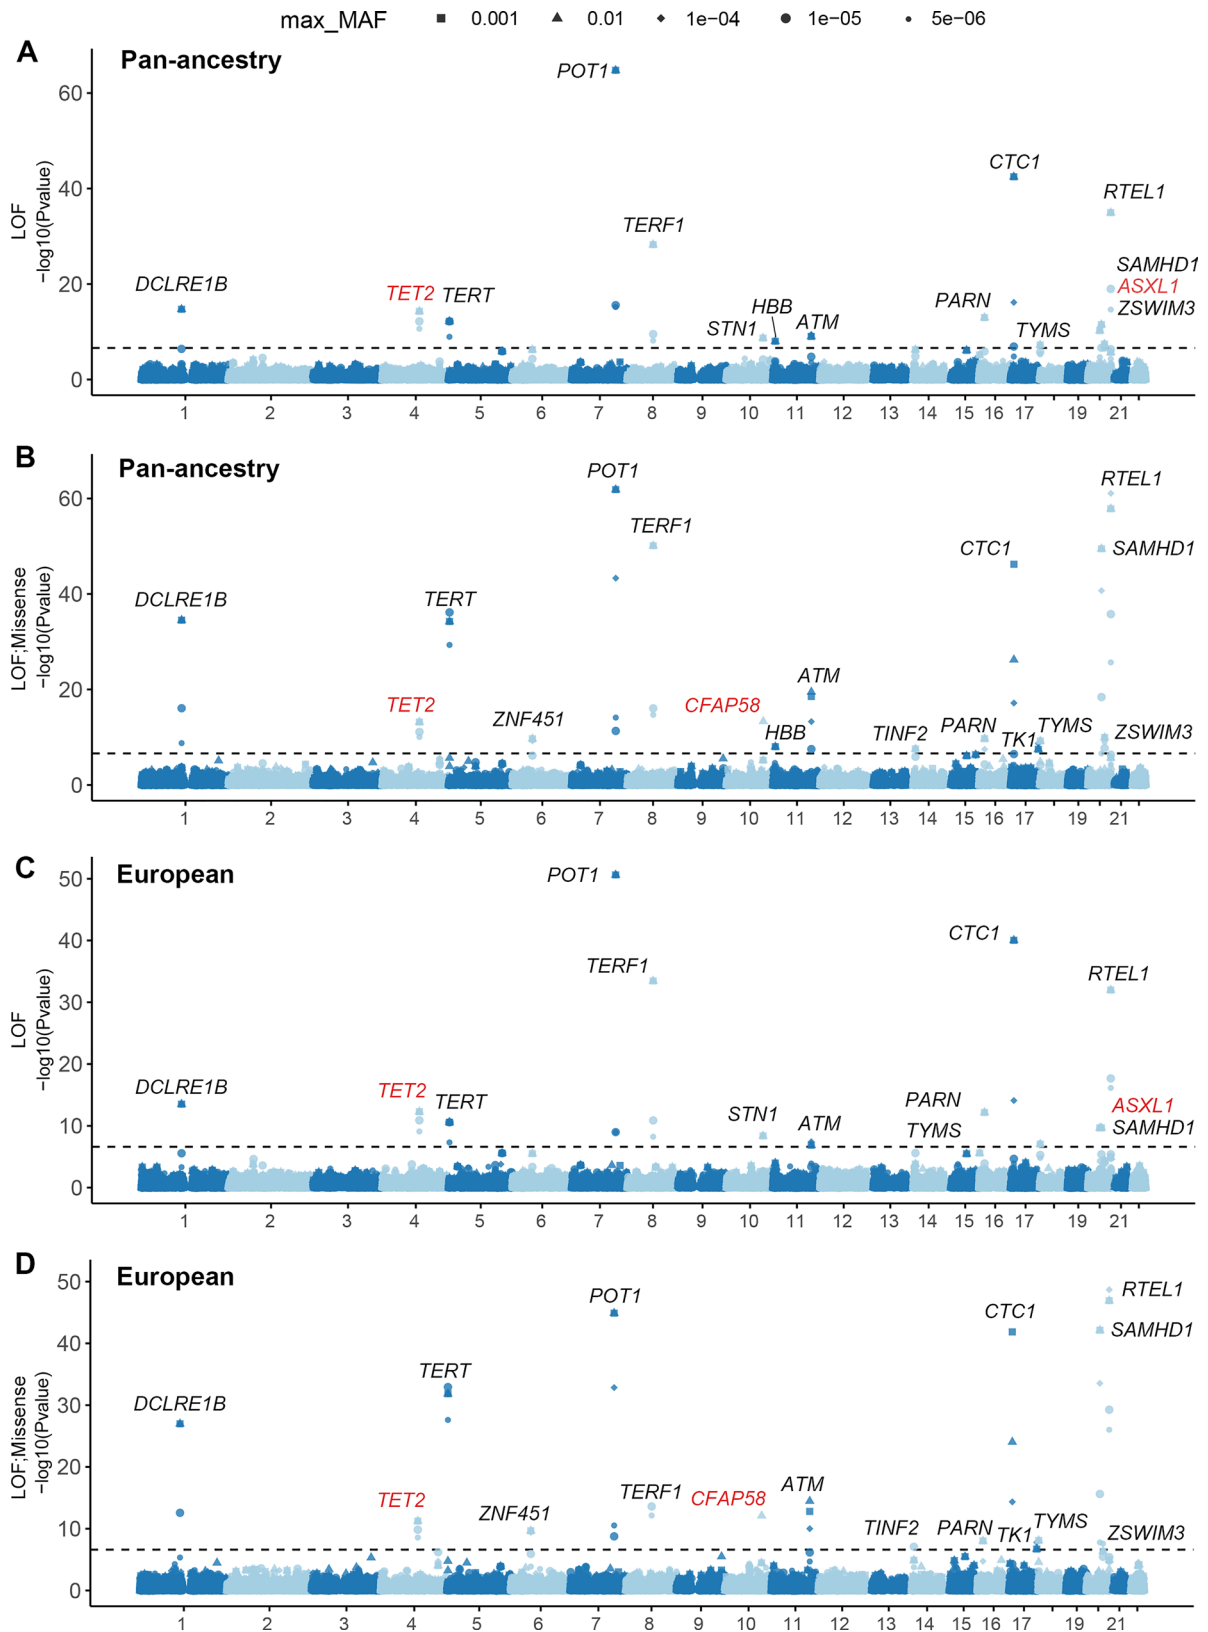 max_MAF 0.001 0.01 1e−04 1e−05 5e−06
A Pan-ancestry
LOF
−log10(Pvalue)
60
40
20
0
POT1
CTC1
RTEL1
TERF1
SAMHD1
DCLRE1B
TET2
TERT
ASXL1
HBB
PARN
ZSWIM3
STN1
ATM
TYMS
1 2 3 4 5 6 7 8 9 10 11 12 13 14 15 16 17 19 21
B Pan-ancestry
LOF;Missense
−log10(Pvalue)
60
40
20
0
POT1
RTEL1
TERF1
CTC1
SAMHD1
DCLRE1B
TERT
ATM
TET2
CFAP58
ZNF451
HBB
TINF2
PARN
TK1
TYMS
ZSWIM3
1 2 3 4 5 6 7 8 9 10 11 12 13 14 15 16 17 19 21
C European
LOF
−log10(Pvalue)
50
40
30
20
10
0
POT1
CTC1
TERF1
RTEL1
DCLRE1B
TET2
TERT
PARN
ASXL1
STN1
ATM
TYMS
SAMHD1
1 2 3 4 5 6 7 8 9 10 11 12 13 14 15 16 17 19 21
D European
LOF;Missense
−log10(Pvalue)
50
40
30
20
10
0
POT1
RTEL1
CTC1
SAMHD1
TERT
DCLRE1B
ATM
TET2
TERF1
CFAP58
ZNF451
TINF2
PARN
TK1
TYMS
ZSWIM3
1 2 3 4 5 6 7 8 9 10 11 12 13 14 15 16 17 19 21